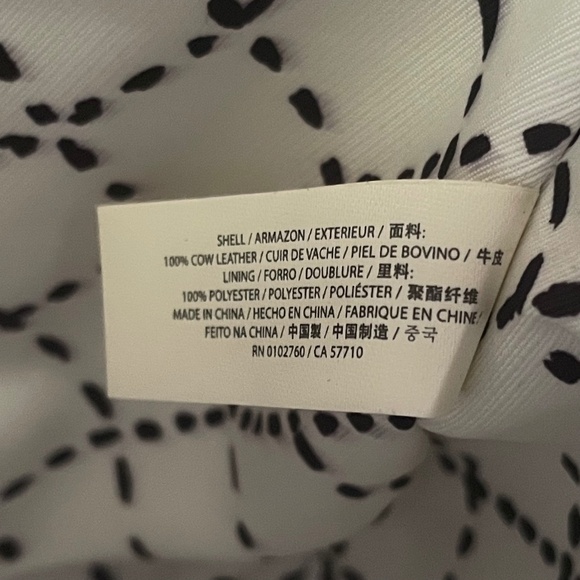 SHELL / ARMAZON / EXTERIEUR / 面料:
100% COW LEATHER / CUIR DE VACHE / PIEL DE BOVINO / 牛皮
LINING / FORRO / DOUBLURE / 里料:
100% POLYESTER / POLYESTER / POLIÉSTER / 聚酯纤维
MADE IN CHINA / HECHO EN CHINA / FABRIQUE EN CHINE/
FEITO NA CHINA / 中国製 / 中国制造 / 중국
RN 0102760 / CA 57710